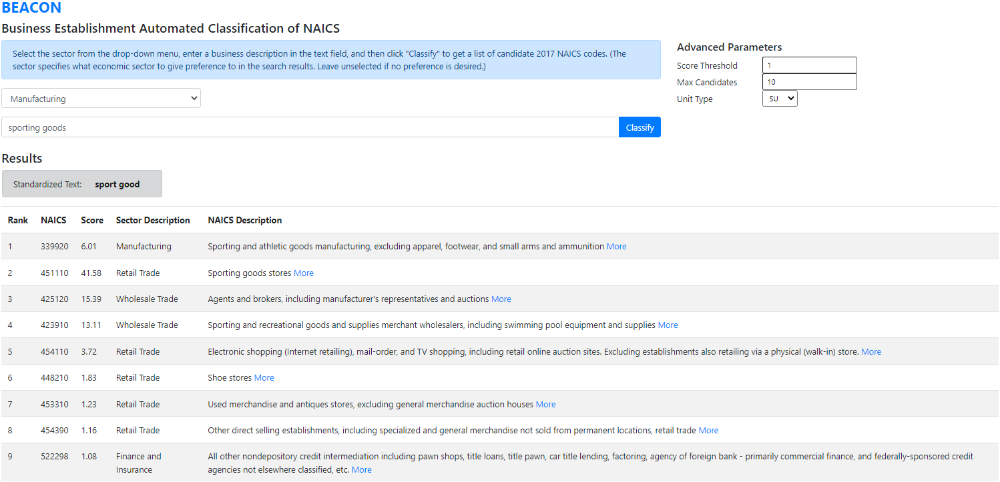 BEACON
Business Establishment Automated Classification of NAICS
Select the sector from the drop-down menu, enter a business description in the text field, and then click "Classify" to get a list of candidate 2017 NAICS codes. (The
sector specifies what economic sector to give preference to in the search results. Leave unselected if no preference is desired.)
Manufacturing
sporting goods Classify
Advanced Parameters
Score Threshold 1
Max Candidates 10
Unit Type SU
Results
Standardized Text: sport good
Rank NAICS Score Sector Description NAICS Description
1 339920 6.01 Manufacturing Sporting and athletic goods manufacturing, excluding apparel, footwear, and small arms and ammunition More
2 451110 41.58 Retail Trade Sporting goods stores More
3 425120 15.39 Wholesale Trade Agents and brokers, including manufacturer's representatives and auctions More
4 423910 13.11 Wholesale Trade Sporting and recreational goods and supplies merchant wholesalers, including swimming pool equipment and supplies More
5 454110 3.72 Retail Trade Electronic shopping (Internet retailing), mail-order, and TV shopping, including retail online auction sites. Excluding establishments also retailing via a physical (walk-in) store. More
6 448210 1.83 Retail Trade Shoe stores More
7 453310 1.23 Retail Trade Used merchandise and antiques stores, excluding general merchandise auction houses More
8 454390 1.16 Retail Trade Other direct selling establishments, including specialized and general merchandise not sold from permanent locations, retail trade More
9 522298 1.08 Finance and All other nondepository credit intermediation including pawn shops, title loans, title pawn, car title lending, factoring, agency of foreign bank - primarily commercial finance, and federally-sponsored credit
Insurance agencies not elsewhere classified, etc. More